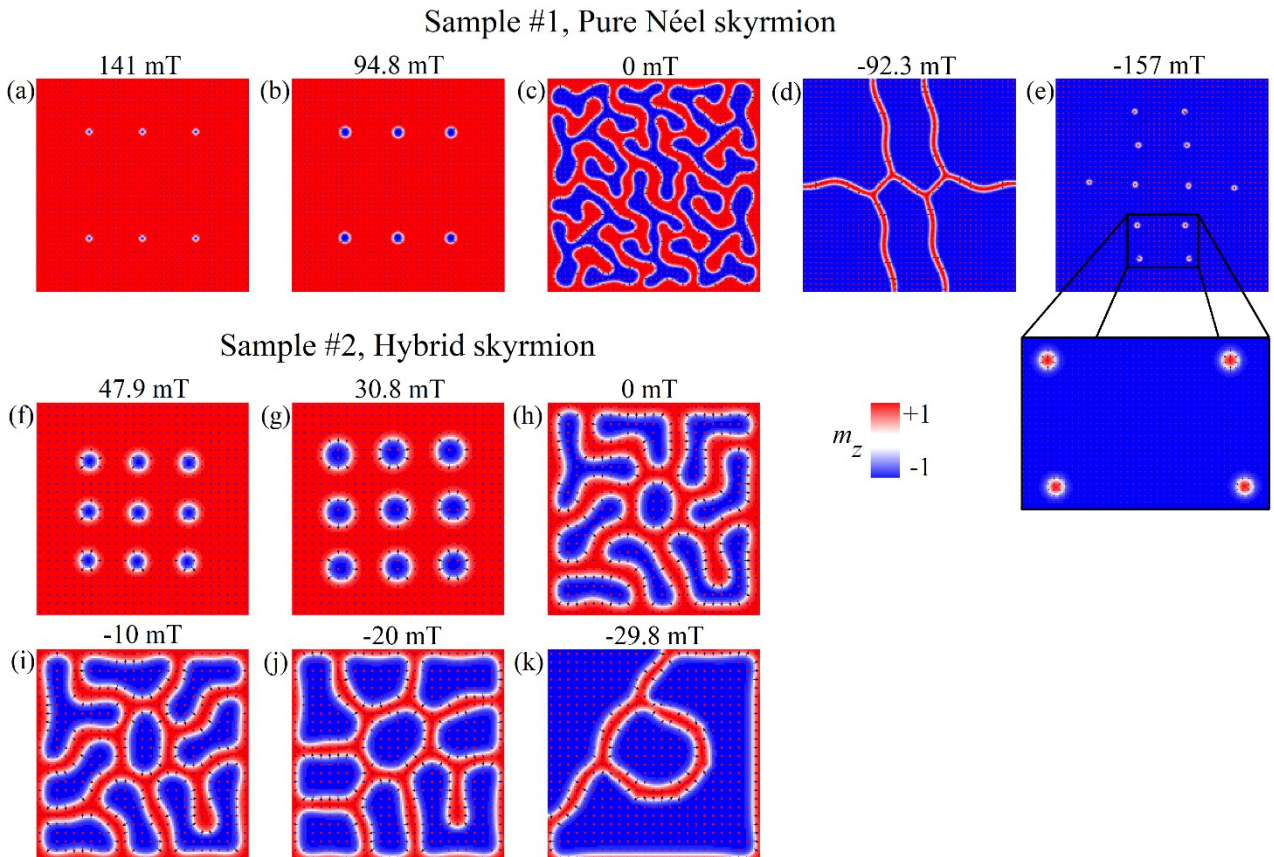 Sample #1, Pure Néel skyrmion
141 mT 94.8 mT 0 mT -92.3 mT -157 mT
(a) (b) (c) (d) (e)
Sample #2, Hybrid skyrmion
47.9 mT 30.8 mT 0 mT
(f) (g) (h)
+1
m_z
-1
-10 mT -20 mT -29.8 mT
(i) (j) (k)